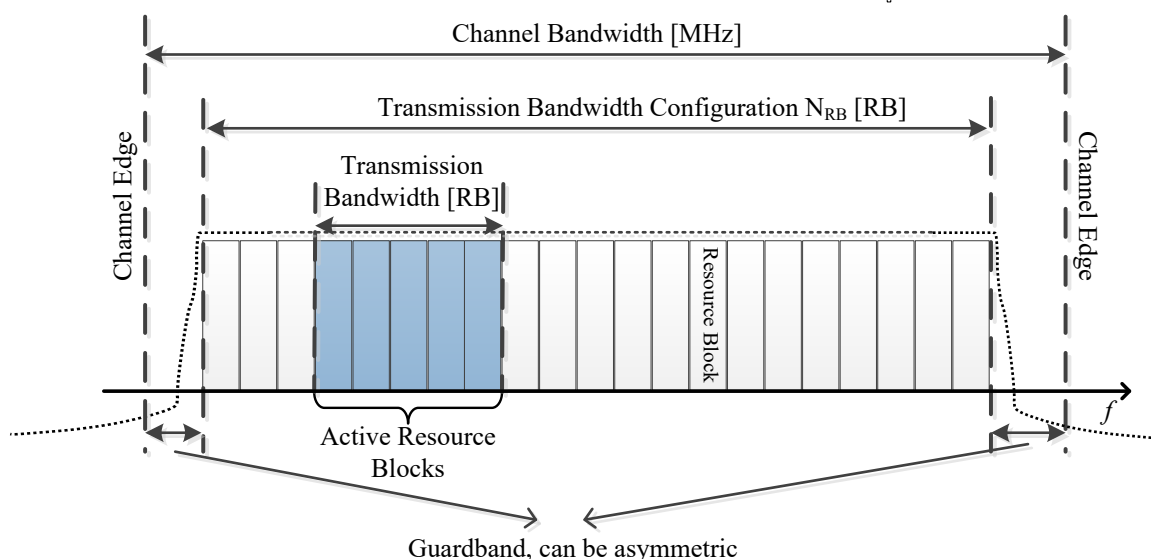 Channel Bandwidth [MHz]
Transmission Bandwidth Configuration N_RB [RB]
Transmission
Bandwidth [RB]
Channel Edge
Channel Edge
Resource Block
f
Active Resource
Blocks
Guardband, can be asymmetric